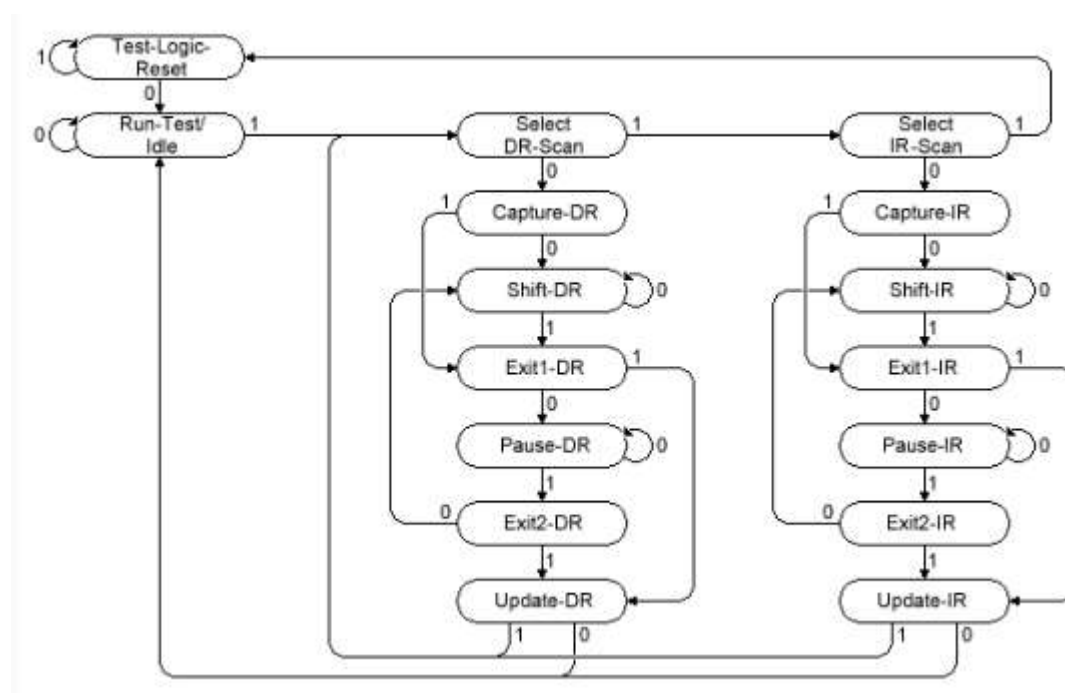 Test-Logic-
Reset
1
0
Run-Test/
Idle
0
1
Select
DR-Scan
1
0
Select
IR-Scan
1
0
Capture-DR
1
0
Capture-IR
1
0
Shift-DR
0
1
Shift-IR
0
1
Exit1-DR
1
0
Exit1-IR
1
0
Pause-DR
0
1
Pause-IR
0
1
Exit2-DR
0
1
Exit2-IR
0
1
Update-DR
1
0
Update-IR
1
0